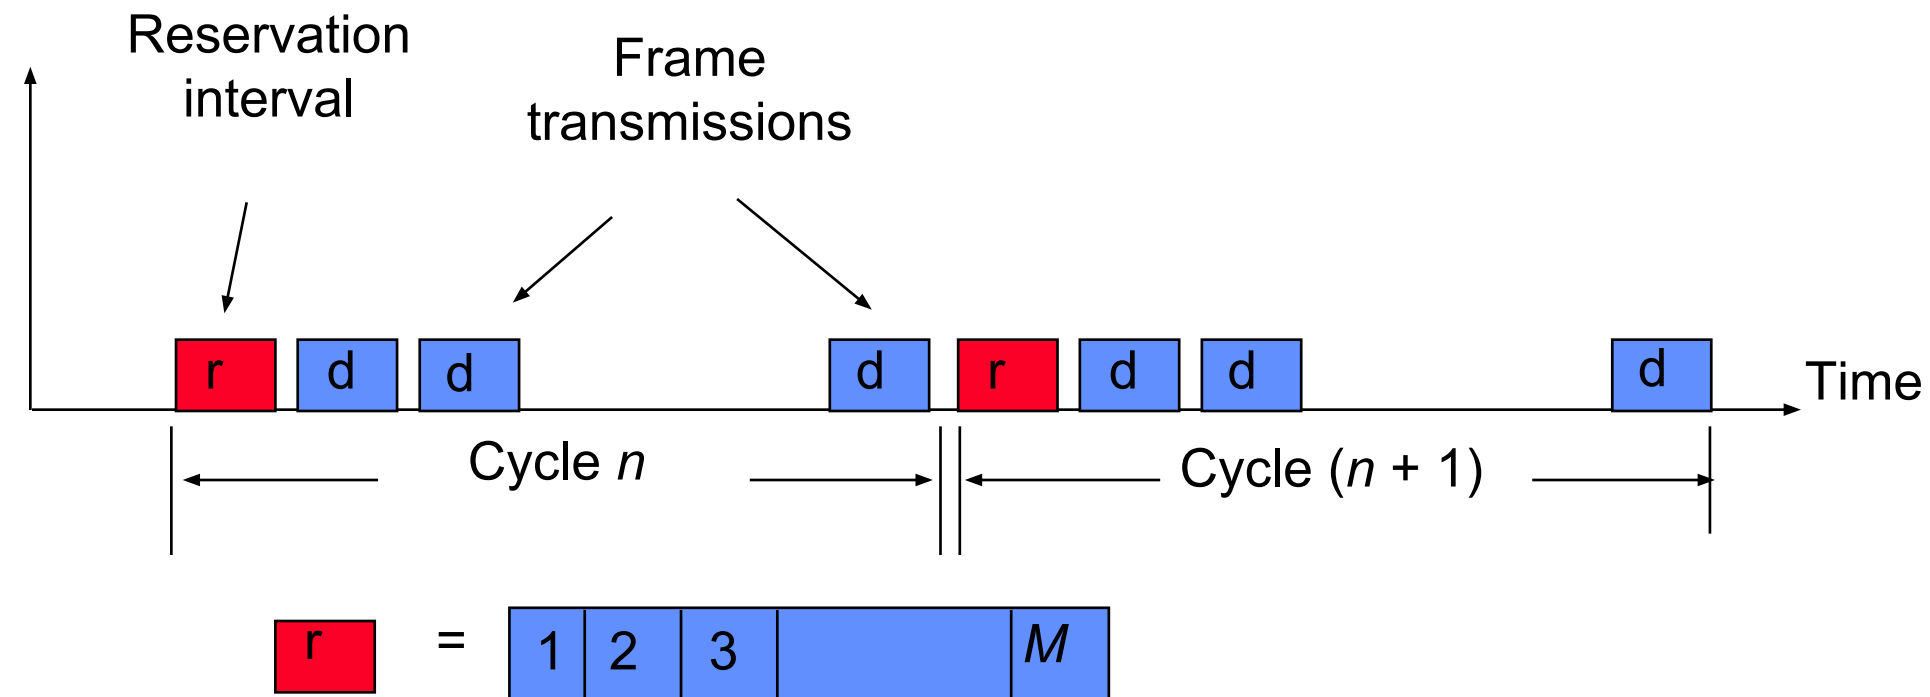 Reservation
interval
Frame
transmissions
r d d d r d d d
Time
Cycle n
Cycle (n + 1)
r = 1 2 3 M